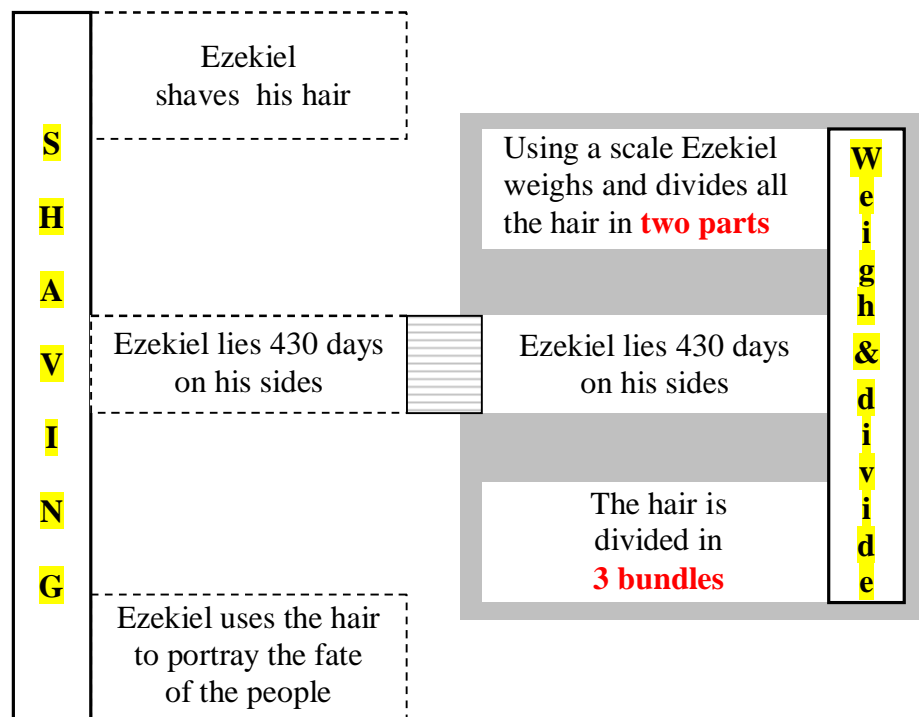 S
H
A
V
I
N
G
Ezekiel
shaves his hair
Ezekiel lies 430 days
on his sides
Ezekiel uses the hair
to portray the fate
of the people
Using a scale Ezekiel
weighs and divides all
the hair in two parts
Ezekiel lies 430 days
on his sides
The hair is
divided in
3 bundles
W
e
i
g
h
&
d
i
v
i
d
e